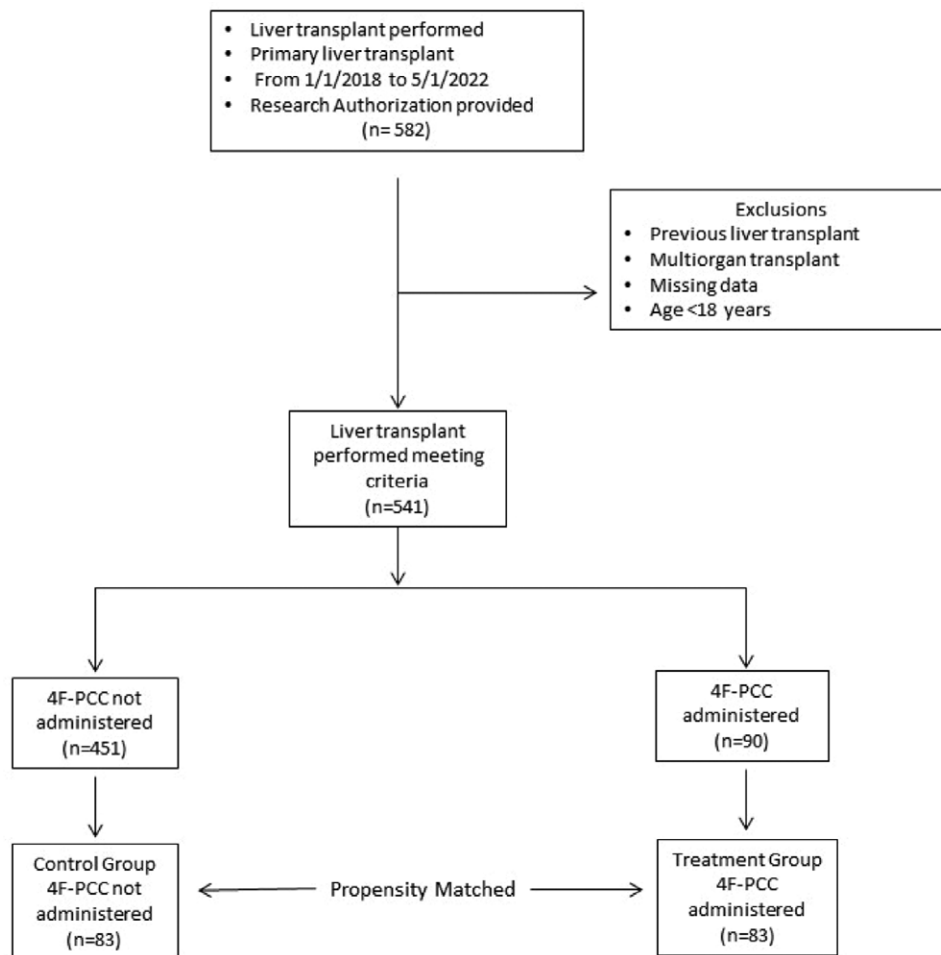 • Liver transplant performed
• Primary liver transplant
• From 1/1/2018 to 5/1/2022
• Research Authorization provided
(n= 582)
Exclusions
• Previous liver transplant
• Multiorgan transplant
• Missing data
• Age <18 years
Liver transplant
performed meeting
criteria
(n=541)
4F-PCC not
administered
(n=451)
4F-PCC
administered
(n=90)
Control Group
4F-PCC not
administered
(n=83)
Propensity Matched
Treatment Group
4F-PCC
administered
(n=83)